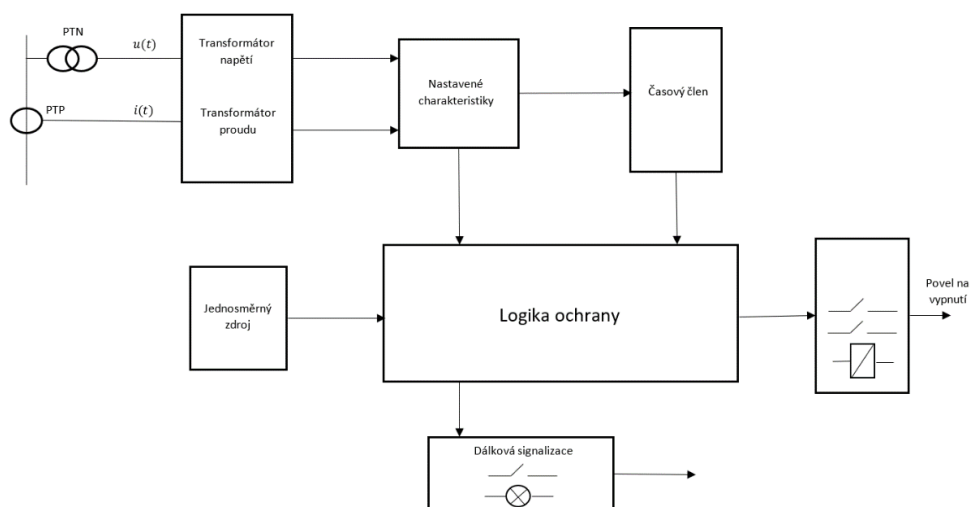 PTN
u(t)
PTP
i(t)
Transformátor
napětí
Transformátor
proudu
Nastavené
charakteristiky
Časový člen
Jednosměrný
zdroj
Logika ochrany
Povel na
vypnutí
Dálková signalizace